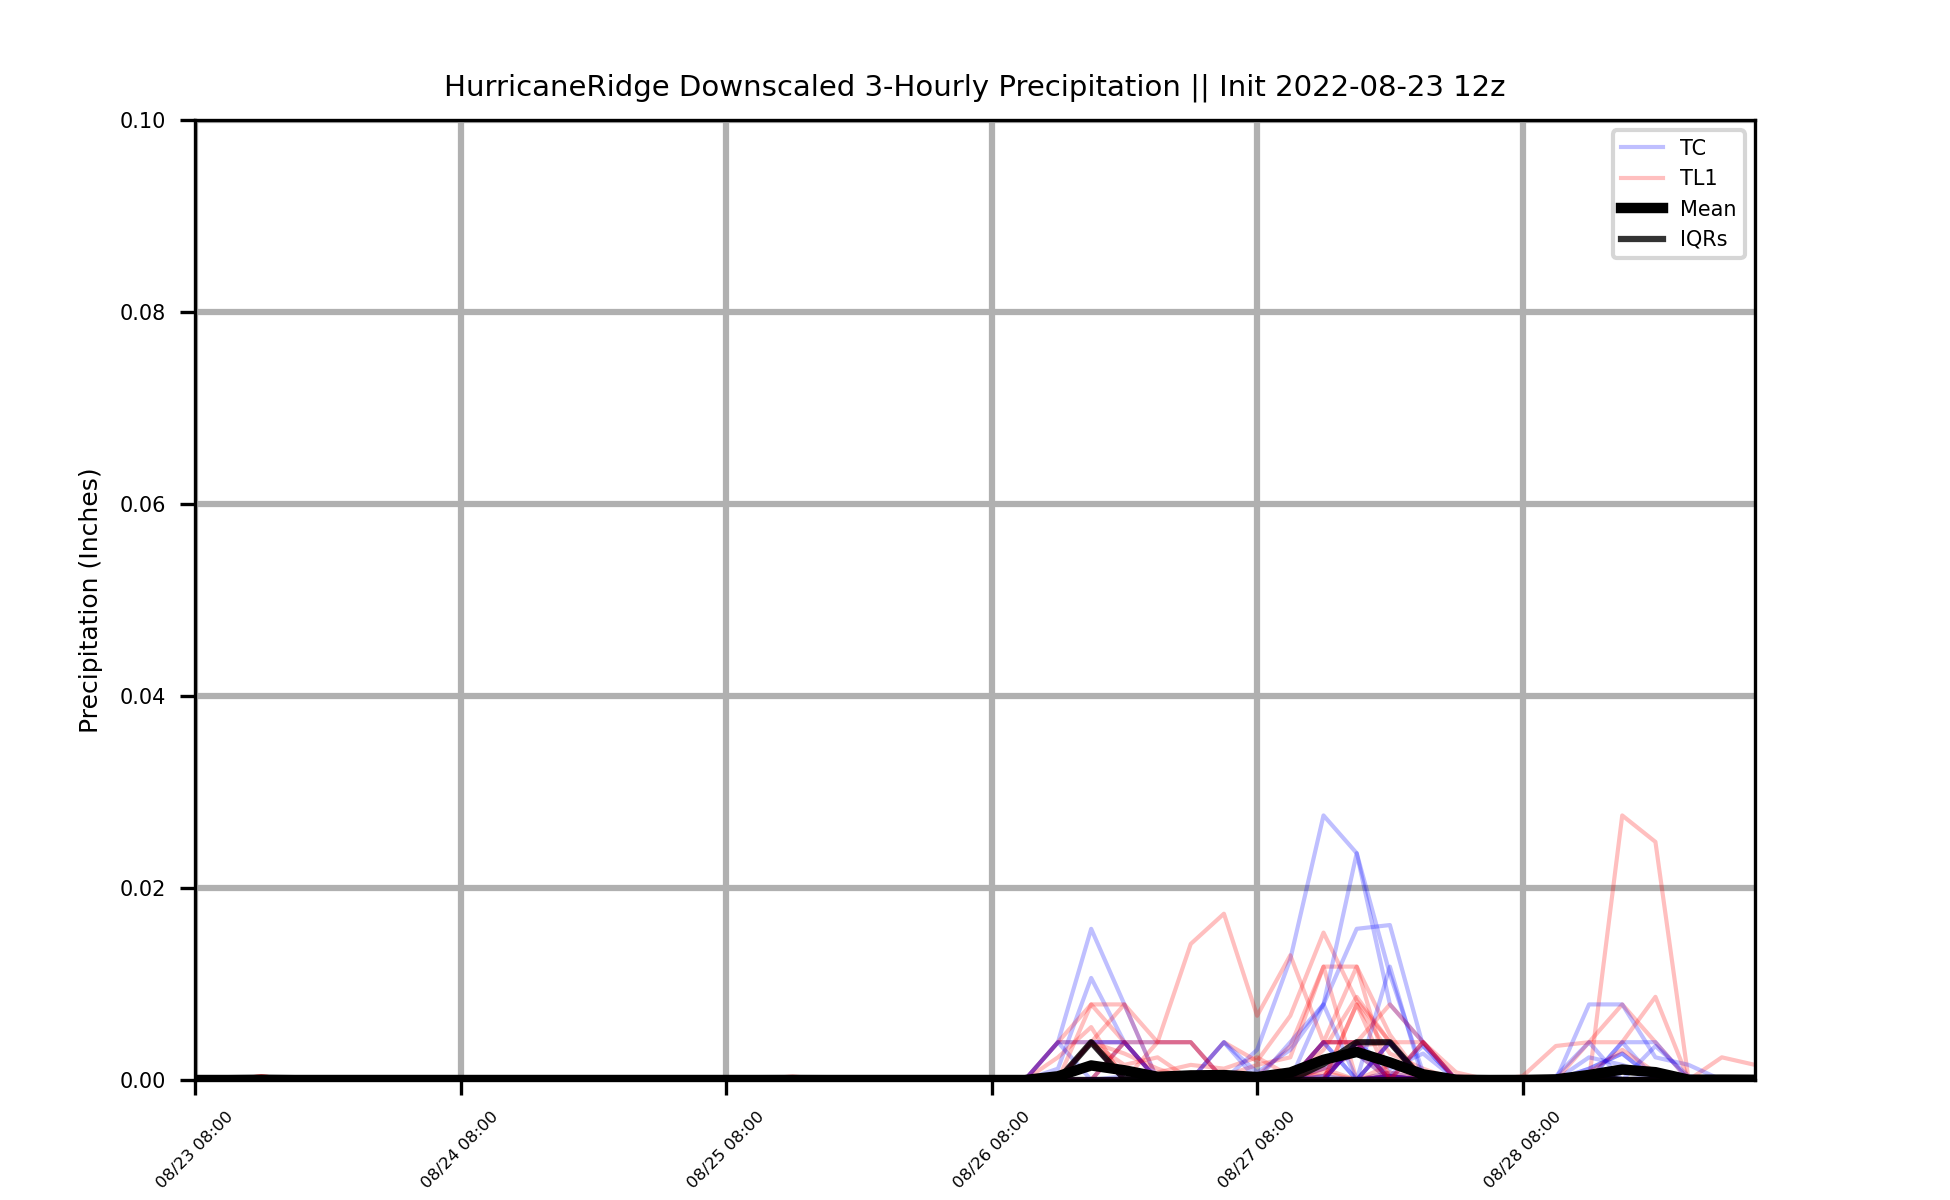 HurricaneRidge Downscaled 3-Hourly Precipitation || Init 2022-08-23 12z
TC
TL1
Mean
IQRs
Precipitation (Inches)
0.10
0.08
0.06
0.04
0.02
0.00
08/23 08:00
08/24 08:00
08/25 08:00
08/26 08:00
08/27 08:00
08/28 08:00